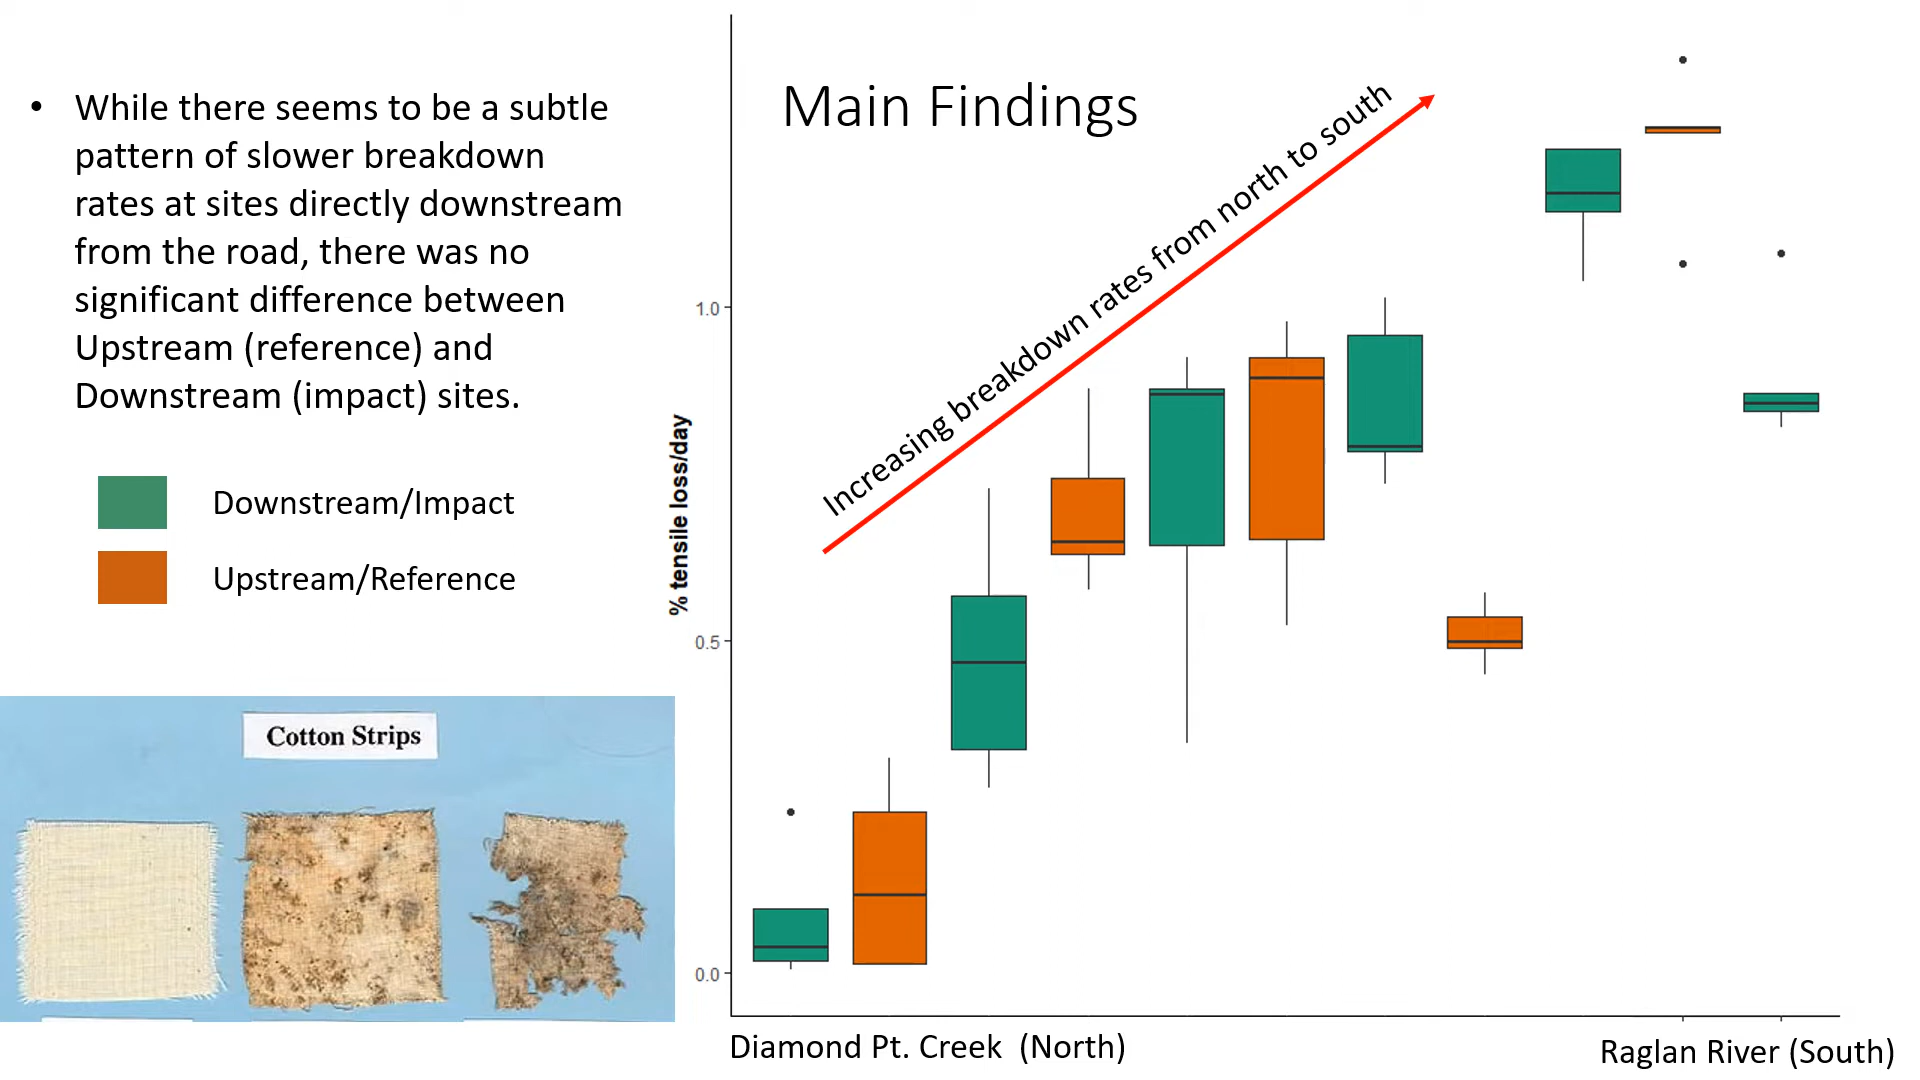 Main Findings
• While there seems to be a subtle
pattern of slower breakdown
rates at sites directly downstream
from the road, there was no
significant difference between
Upstream (reference) and
Downstream (impact) sites.
Downstream/Impact
Upstream/Reference
Cotton Strips
Increasing breakdown rates from north to south
% tensile loss/day
1.0
0.5
0.0
Diamond Pt. Creek (North)
Raglan River (South)